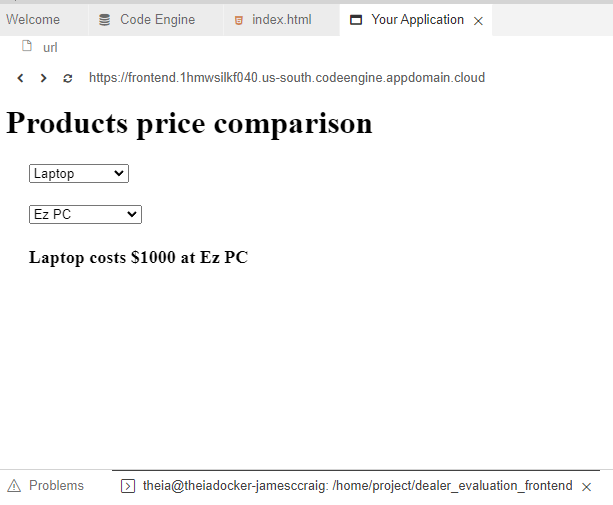 Welcome Code Engine index.html Your Application
url
https://frontend.1hmwsilkf040.us-south.codeengine.appdomain.cloud
Products price comparison
Laptop
Ez PC
Laptop costs $1000 at Ez PC
Problems theia@theiadocker-jamesccraig: /home/project/dealer_evaluation_frontend